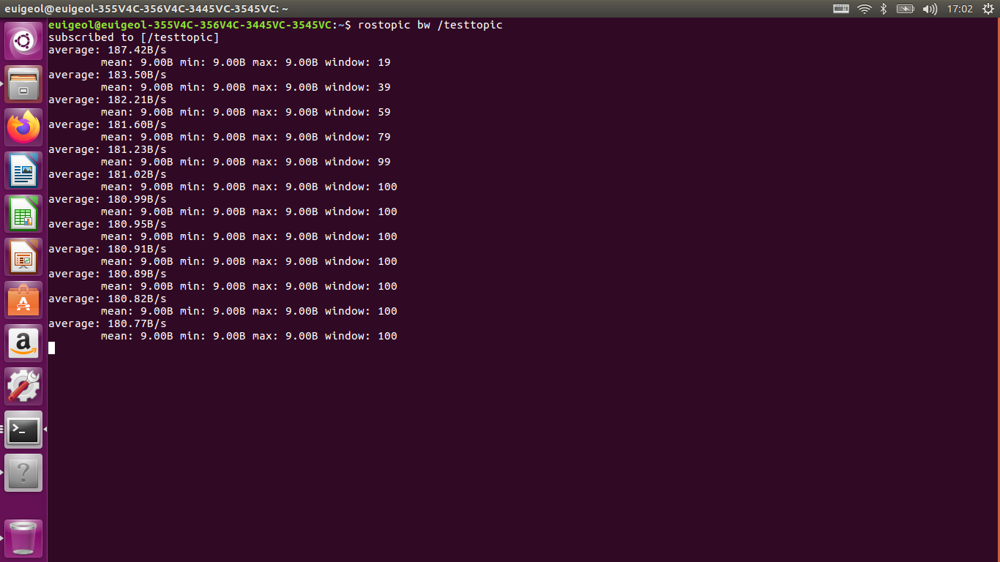 euigeol@euigeol-355V4C-356V4C-3445VC-3545VC: ~
17:02
euigeol@euigeol-355V4C-356V4C-3445VC-3545VC:~$ rostopic bw /testtopic
subscribed to [/testtopic]
average: 187.42B/s
mean: 9.00B min: 9.00B max: 9.00B window: 19
average: 183.50B/s
mean: 9.00B min: 9.00B max: 9.00B window: 39
average: 182.21B/s
mean: 9.00B min: 9.00B max: 9.00B window: 59
average: 181.60B/s
mean: 9.00B min: 9.00B max: 9.00B window: 79
average: 181.23B/s
mean: 9.00B min: 9.00B max: 9.00B window: 99
average: 181.02B/s
mean: 9.00B min: 9.00B max: 9.00B window: 100
average: 180.99B/s
mean: 9.00B min: 9.00B max: 9.00B window: 100
average: 180.95B/s
mean: 9.00B min: 9.00B max: 9.00B window: 100
average: 180.91B/s
mean: 9.00B min: 9.00B max: 9.00B window: 100
average: 180.89B/s
mean: 9.00B min: 9.00B max: 9.00B window: 100
average: 180.82B/s
mean: 9.00B min: 9.00B max: 9.00B window: 100
average: 180.77B/s
mean: 9.00B min: 9.00B max: 9.00B window: 100